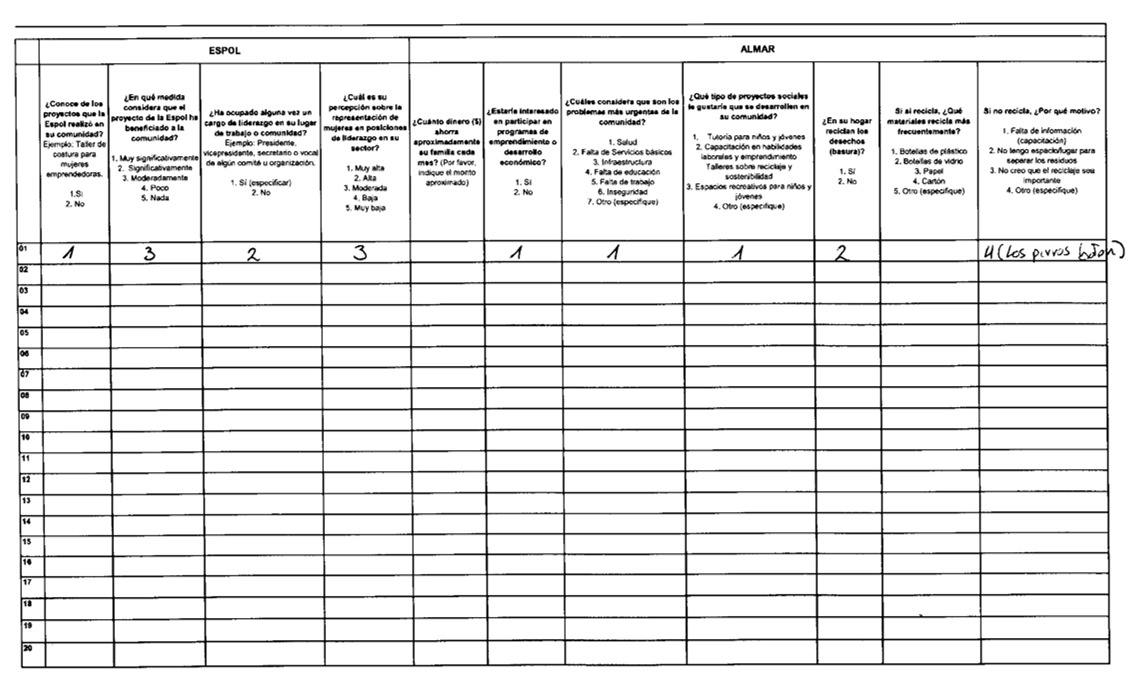 ESPOL
ALMAR
¿Conoce de los
proyectos que la
Espol realizó en
su comunidad?
Ejemplo: Taller de
costura para
mujeres
emprendedoras.
1.Si
2. No
¿En qué medida
considera que el
proyecto de la Espol ha
beneficiado a la
comunidad?
1. Muy significativamente
2. Significativamente
3. Moderadamente
4. Poco
5. Nada
¿Ha ocupado alguna vez un
cargo de liderazgo en su lugar
de trabajo o comunidad?
Ejemplo: Presidente,
vicepresidente, secretario o vocal
de algún comité u organización.
1. Sí (especificar)
2. No
¿Cuál es su
percepción sobre la
representación de
mujeres en posiciones
de liderazgo en su
sector?
1. Muy alta
2. Alta
3. Moderada
4. Baja
5. Muy baja
¿Cuánto dinero ($)
ahorra
aproximadamente
su familia cada
mes? (Por favor,
indique el monto
aproximado)
¿Estaría interesado
en participar en
programas de
emprendimiento o
desarrollo
económico?
1. Sí
2. No
¿Cuáles considera que son los
problemas más urgentes de la
comunidad?
1. Salud
2. Falta de Servicios básicos
3. Infraestructura
4. Falta de educación
5. Falta de trabajo
6. Inseguridad
7. Otro (especifique)
¿Qué tipo de proyectos sociales
le gustaría que se desarrollen en
su comunidad?
1. Tutoría para niños y jóvenes
2. Capacitación en habilidades
laborales y emprendimiento
Talleres sobre reciclaje y
sostenibilidad
3. Espacios recreativos para niños y
jóvenes
4. Otro (especifique)
¿En su hogar
reciclan los
desechos
(basura)?
1. Sí
2. No
Si sí recicla, ¿Qué
materiales recicla más
frecuentemente?
1. Botellas de plástico
2. Botellas de vidrio
3. Papel
4. Cartón
5. Otro (especifique)
Si no recicla, ¿Por qué motivo?
1. Falta de información
(capacitación)
2. No tengo espacio/lugar para
separar los residuos
3. No creo que el reciclaje sea
importante
4. Otro (especifique)
01 1 3 2 3 1 1 1 2 4 (Los perros botan)
02
03
04
05
06
07
08
09
10
11
12
13
14
15
16
17
18
19
20